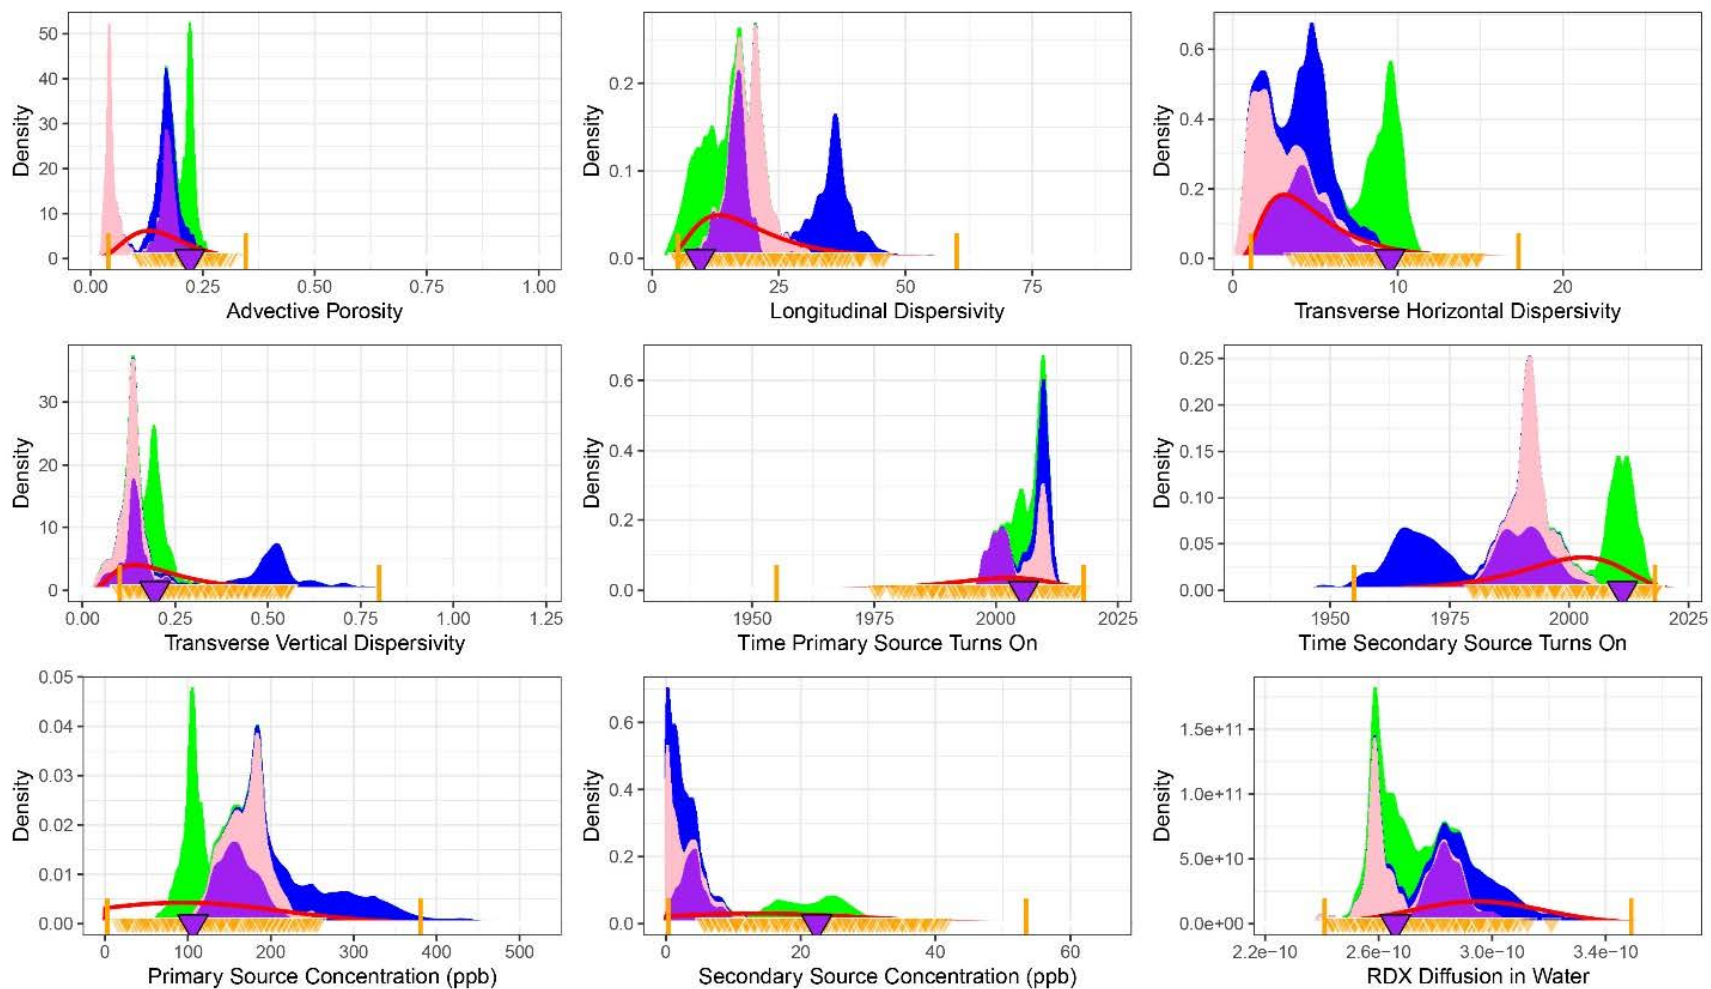 50
40
30
20
10
0
Density
0.00 0.25 0.50 0.75 1.00
Advective Porosity
0.2
0.1
0.0
Density
0 25 50 75
Longitudinal Dispersivity
0.6
0.4
0.2
0.0
Density
0 10 20
Transverse Horizontal Dispersivity
30
20
10
0
Density
0.00 0.25 0.50 0.75 1.00 1.25
Transverse Vertical Dispersivity
0.6
0.4
0.2
0.0
Density
1950 1975 2000 2025
Time Primary Source Turns On
0.25
0.20
0.15
0.10
0.05
0.00
Density
1950 1975 2000 2025
Time Secondary Source Turns On
0.05
0.04
0.03
0.02
0.01
0.00
Density
0 100 200 300 400 500
Primary Source Concentration (ppb)
0.6
0.4
0.2
0.0
Density
0 20 40 60
Secondary Source Concentration (ppb)
1.5e+11
1.0e+11
5.0e+10
0.0e+00
Density
2.2e−10 2.6e−10 3.0e−10 3.4e−10
RDX Diffusion in Water